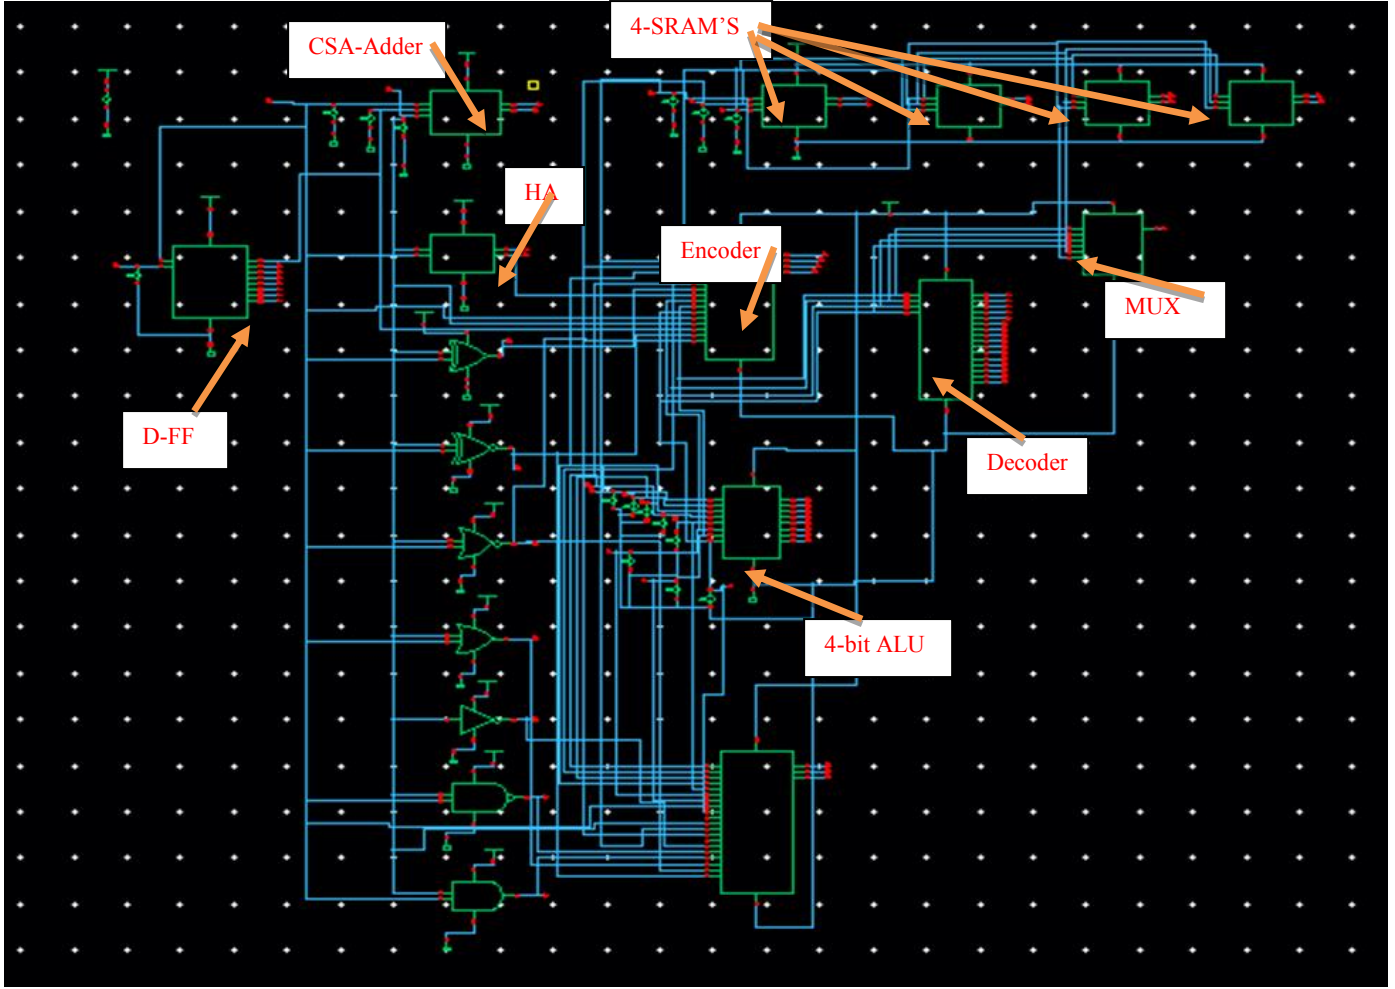 4-SRAM’S
CSA-Adder
HA
Encoder
MUX
D-FF
Decoder
4-bit ALU